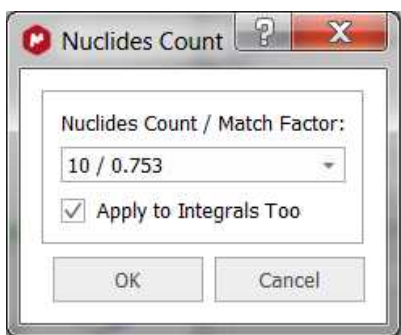 Nuclides Count
Nuclides Count / Match Factor:
10 / 0.753
Apply to Integrals Too
OK Cancel